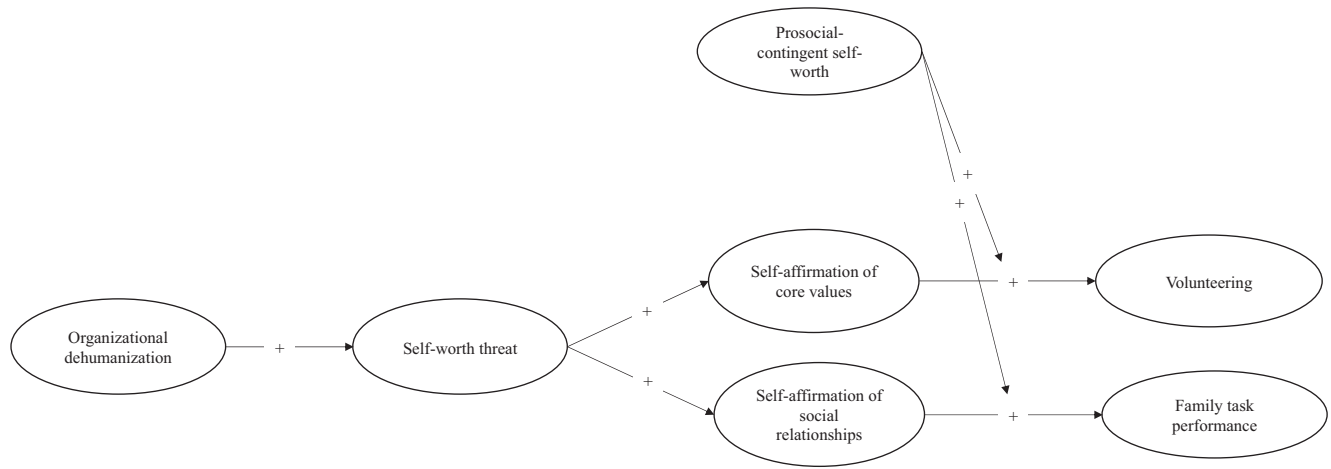 Prosocial-
contingent self-
worth
+
+
Self-affirmation of
core values
+
Volunteering
+
Organizational
dehumanization
+
Self-worth threat
+
Self-affirmation of
social
relationships
+
Family task
performance